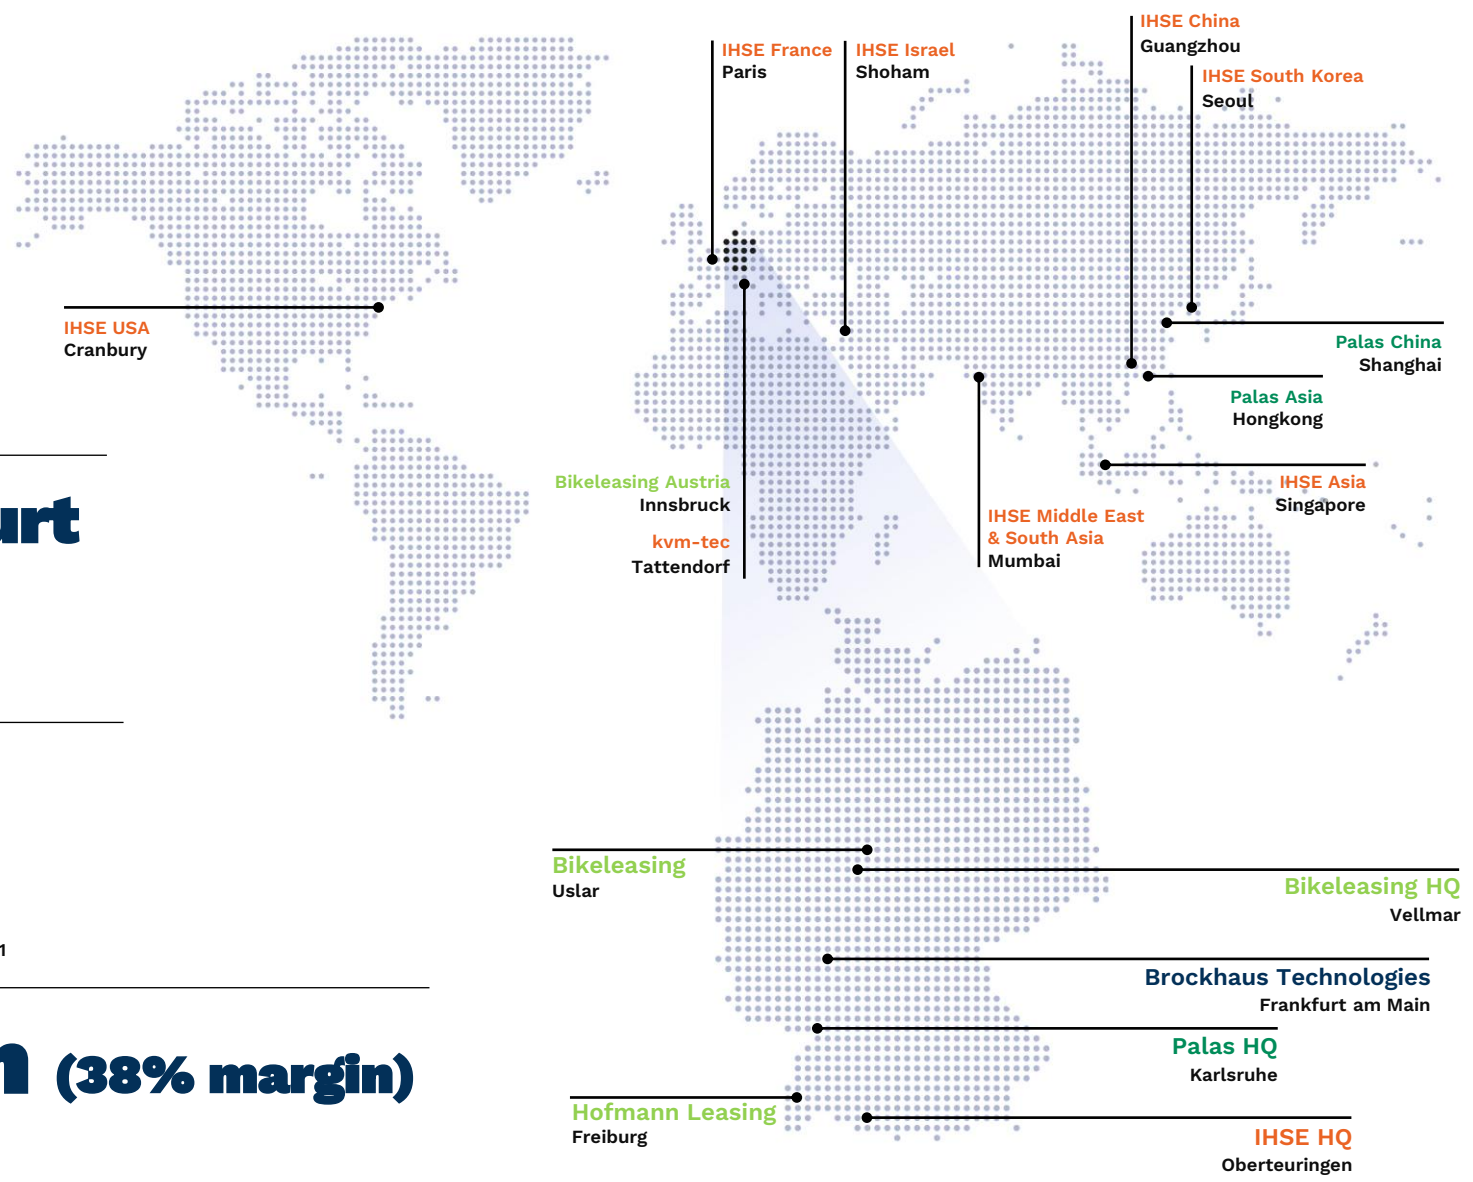 IHSE China
Guangzhou
IHSE France
Paris
IHSE Israel
Shoham
IHSE South Korea
Seoul
IHSE USA
Cranbury
Palas China
Shanghai
Palas Asia
Hongkong
Bikeleasing Austria
Innsbruck
kvm-tec
Tattendorf
IHSE Middle East
& South Asia
Mumbai
IHSE Asia
Singapore
urt
Bikeleasing
Uslar
Bikeleasing HQ
Vellmar
1
Brockhaus Technologies
Frankfurt am Main
Palas HQ
Karlsruhe
(38% margin)
Hofmann Leasing
Freiburg
IHSE HQ
Oberteuringen